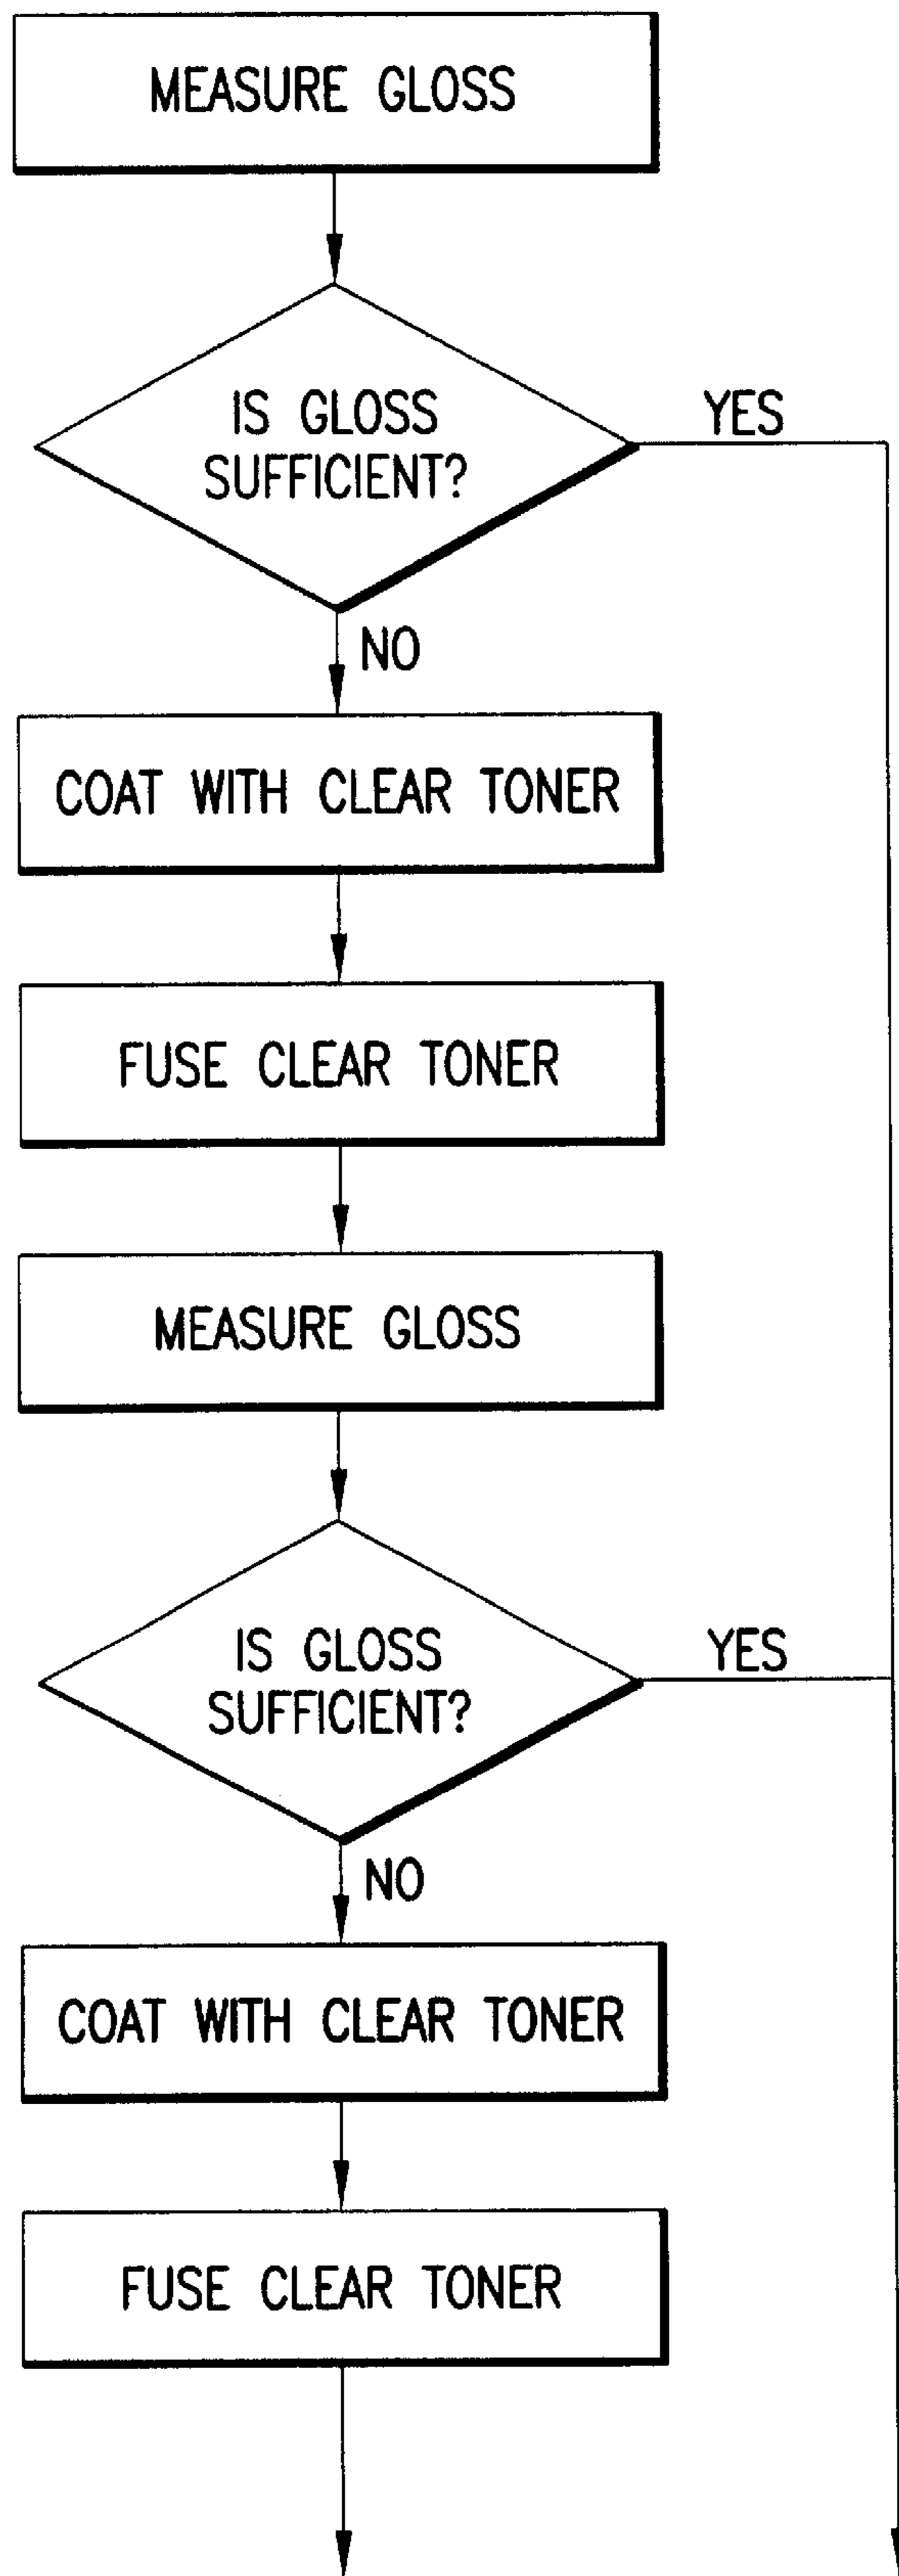 MEASURE GLOSS
IS GLOSS
SUFFICIENT?
YES
NO
COAT WITH CLEAR TONER
FUSE CLEAR TONER
MEASURE GLOSS
IS GLOSS
SUFFICIENT?
YES
NO
COAT WITH CLEAR TONER
FUSE CLEAR TONER